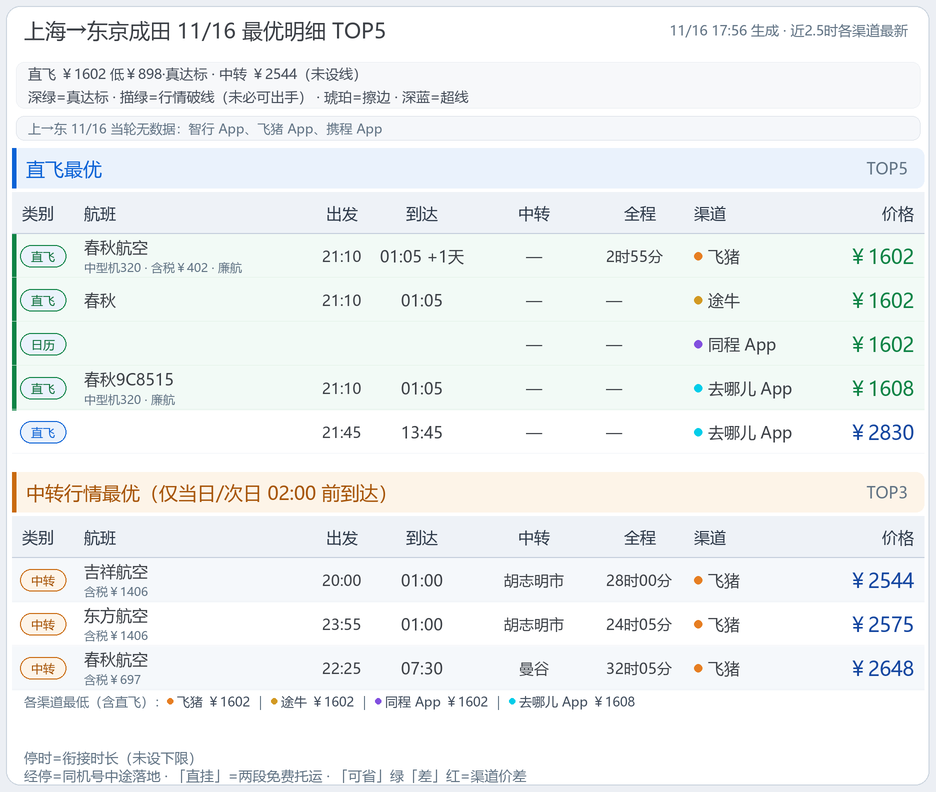 上海→东京成田 11/16 最优明细 TOP5
11/16 17:56 生成 · 近2.5时各渠道最新
直飞 ￥1602 低￥898·真达标 · 中转 ￥2544（未设线）
深绿=真达标 · 描绿=行情破线（未必可出手） · 琥珀=擦边 · 深蓝=超线
上→东 11/16 当轮无数据：智行 App、飞猪 App、携程 App
直飞最优 TOP5
类别 航班 出发 到达 中转 全程 渠道 价格
直飞 春秋航空 21:10 01:05 +1天 — 2时55分 飞猪 ￥1602
中型机320 · 含税￥402 · 廉航
直飞 春秋 21:10 01:05 — — 途牛 ￥1602
日历 — — 同程 App ￥1602
直飞 春秋9C8515 21:10 01:05 — — 去哪儿 App ￥1608
中型机320 · 廉航
直飞 21:45 13:45 — — 去哪儿 App ￥2830
中转行情最优（仅当日/次日 02:00 前到达） TOP3
类别 航班 出发 到达 中转 全程 渠道 价格
中转 吉祥航空 20:00 01:00 胡志明市 28时00分 飞猪 ￥2544
含税￥1406
中转 东方航空 23:55 01:00 胡志明市 24时05分 飞猪 ￥2575
含税￥1406
中转 春秋航空 22:25 07:30 曼谷 32时05分 飞猪 ￥2648
含税￥697
各渠道最低（含直飞）： 飞猪 ￥1602 | 途牛 ￥1602 | 同程 App ￥1602 | 去哪儿 App ￥1608
停时=衔接时长（未设下限）
经停=同机号中途落地 · 「直挂」=两段免费托运 · 「可省」绿「差」红=渠道价差